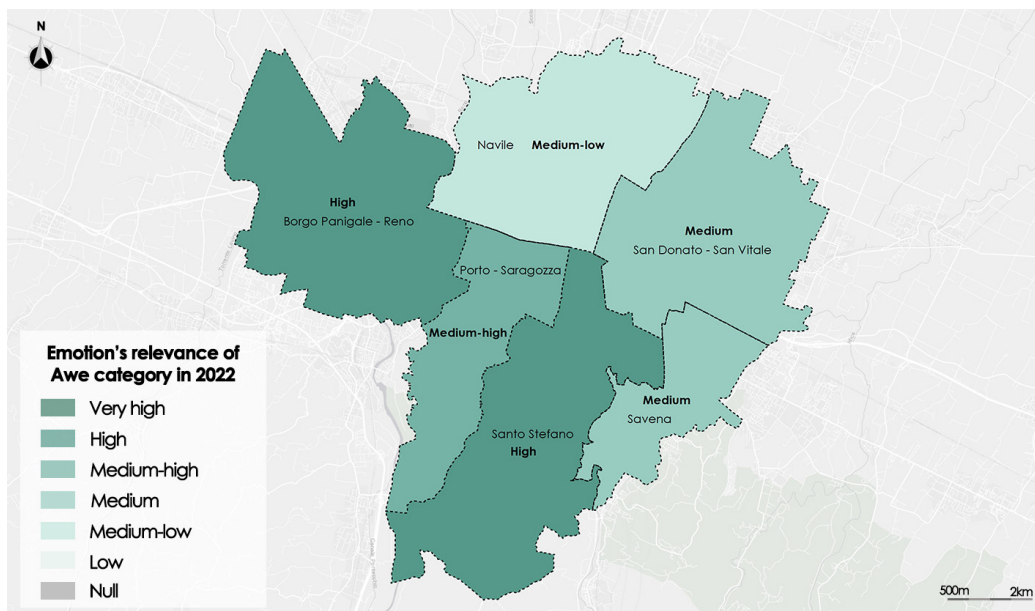 N
Navile Medium-low
High
Borgo Panigale - Reno
Medium
San Donato - San Vitale
Porto - Saragozza
Medium-high
Medium
Savena
Santo Stefano
High
Emotion's relevance of
Awe category in 2022
Very high
High
Medium-high
Medium
Medium-low
Low
Null
500m 2km